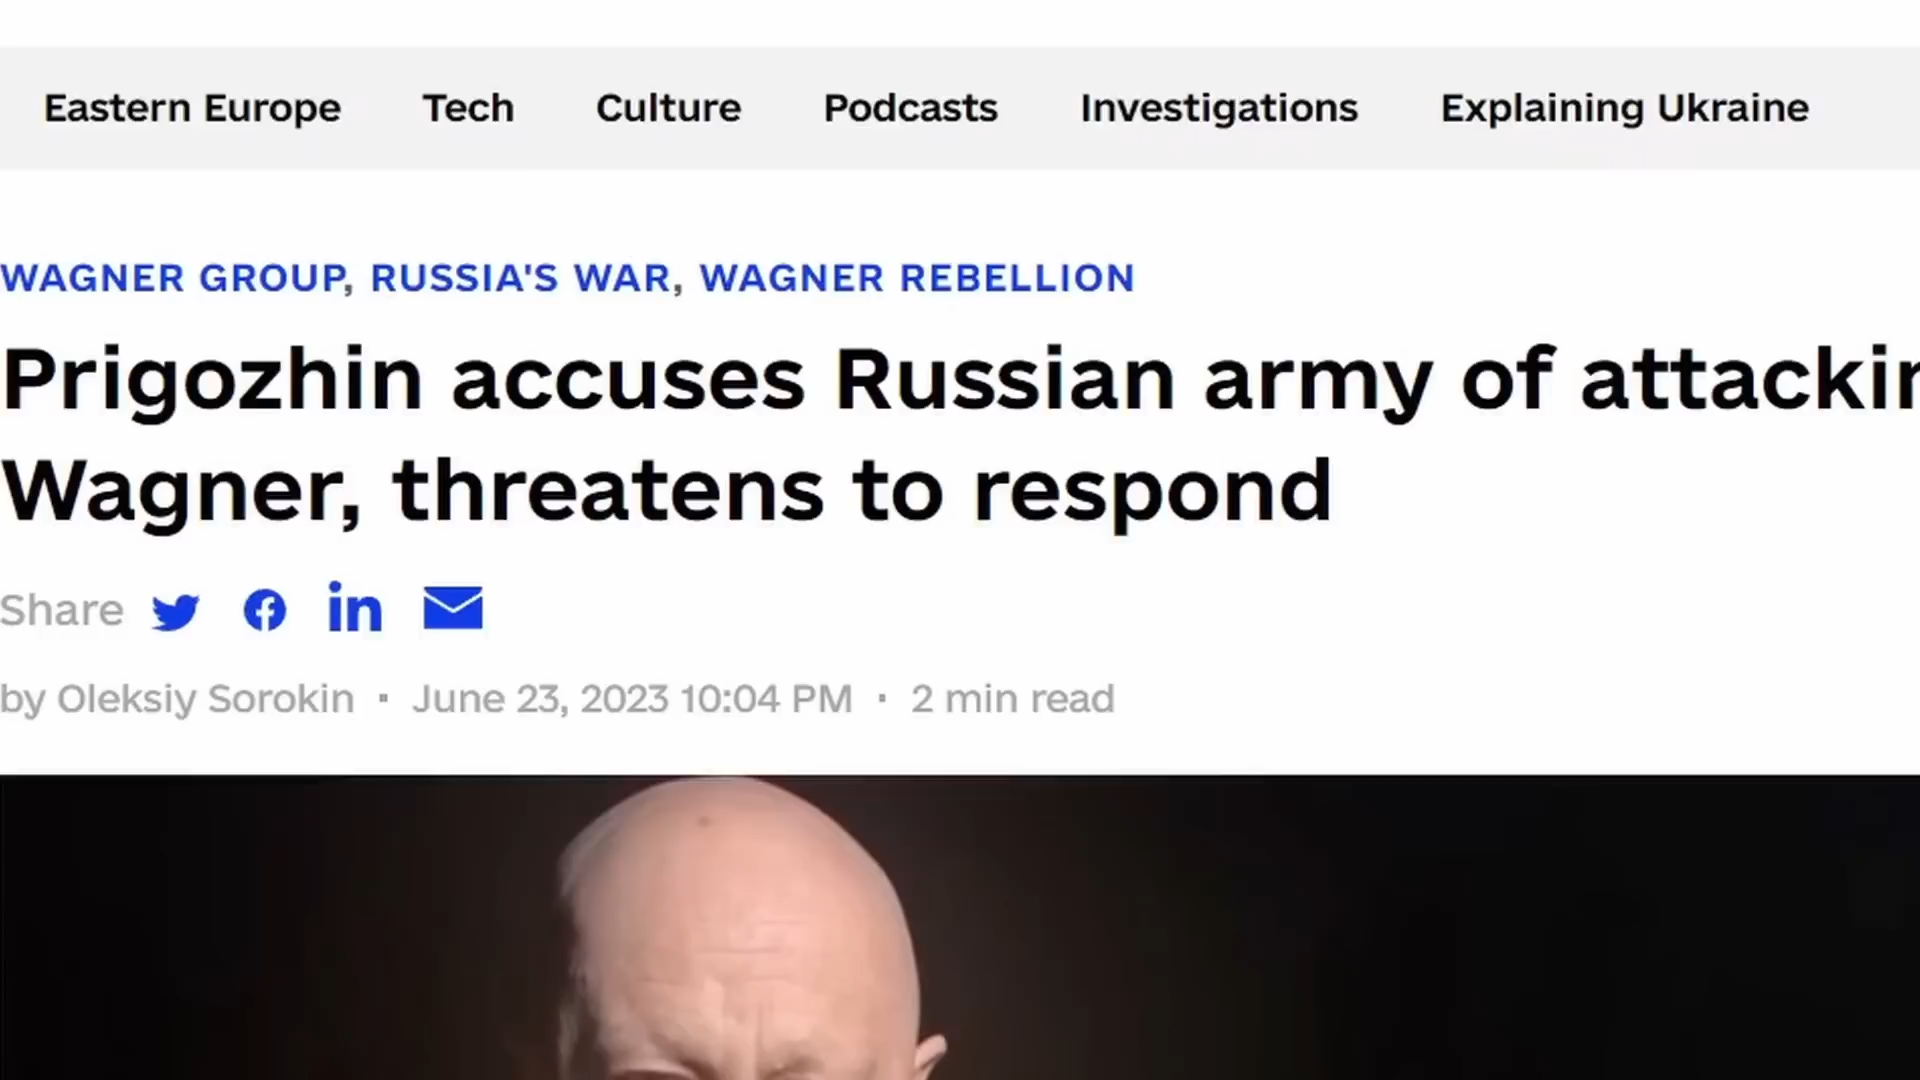 Eastern Europe Tech Culture Podcasts Investigations Explaining Ukraine
WAGNER GROUP, RUSSIA'S WAR, WAGNER REBELLION
Prigozhin accuses Russian army of attackin
Wagner, threatens to respond
Share
by Oleksiy Sorokin · June 23, 2023 10:04 PM · 2 min read